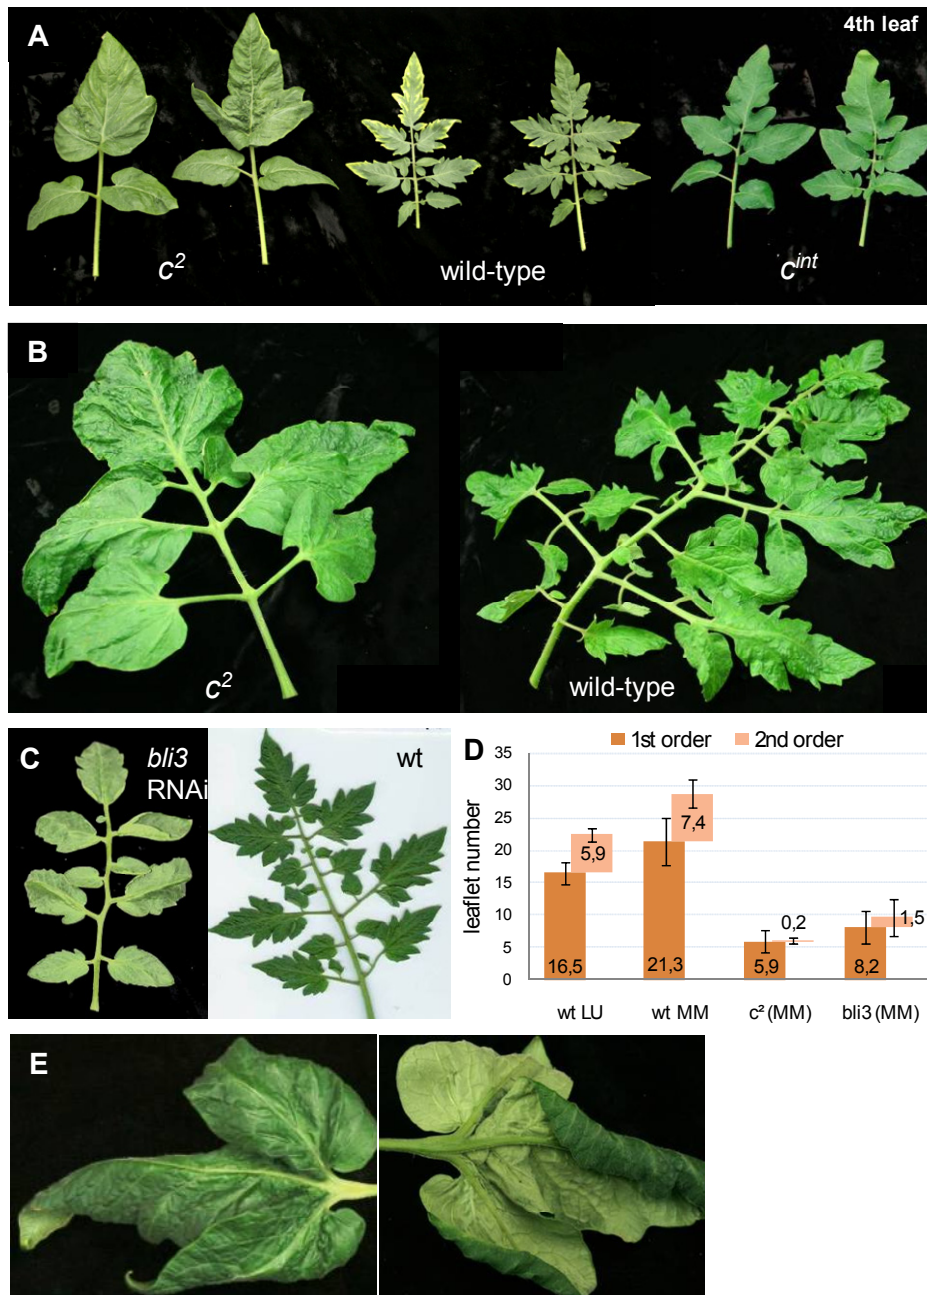 A
4th leaf
c²
wild-type
c^int
B
c²
wild-type
C
bli3
RNAi
wt
D
1st order
2nd order
leaflet number
35
30
25
20
15
10
5
0
5,9
7,4
0,2
1,5
16,5
21,3
5,9
8,2
wt LU
wt MM
c² (MM)
bli3 (MM)
E